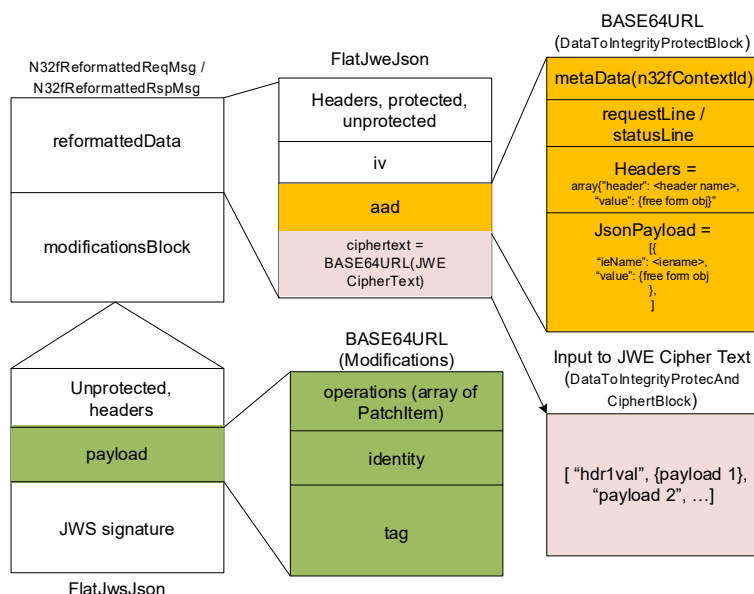 N32fReformattedReqMsg /
N32fReformattedRspMsg
reformattedData
modificationsBlock
FlatJweJson
Headers, protected,
unprotected
iv
aad
ciphertext =
BASE64URL(JWE
CipherText)
BASE64URL
(DataToIntegrityProtectBlock)
metaData(n32fContextId)
requestLine /
statusLine
Headers =
array{"header": <header name>,
"value": {free form obj}"
JsonPayload =
[{
"ieName": <iename>,
"value": {free form obj
},
]
Unprotected,
headers
payload
JWS signature
FlatJwsJson
BASE64URL
(Modifications)
operations (array of
PatchItem)
identity
tag
Input to JWE Cipher Text
(DataToIntegrityProtecAnd
CiphertBlock)
[ “hdr1val”, {payload 1},
“payload 2”, …]